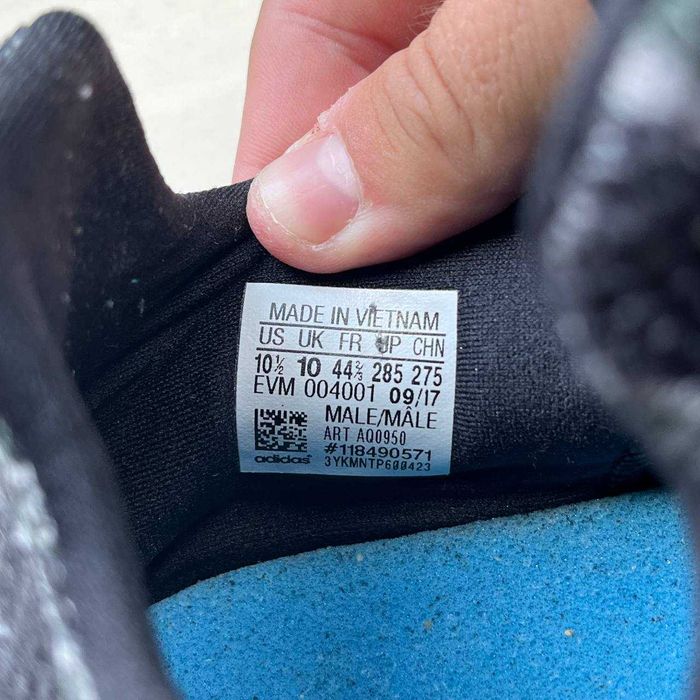 MADE IN VIETNAM
US UK FR JP CHN
10½ 10 44⅔ 285 275
EVM 004001 09/17
MALE/MÂLE
ART AQ0950
#118490571
adidas 3YKMNTP600423